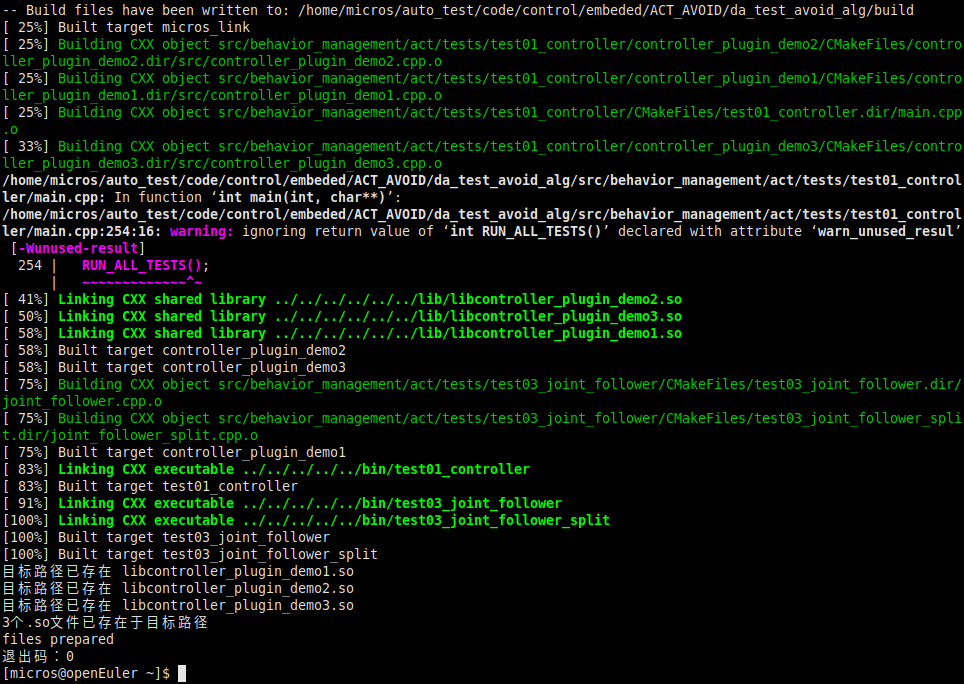 -- Build files have been written to: /home/micros/auto_test/code/control/embeded/ACT_AVOID/da_test_avoid_alg/build
[ 25%] Built target micros_link
[ 25%] Building CXX object src/behavior_management/act/tests/test01_controller/controller_plugin_demo2/CMakeFiles/contro
ller_plugin_demo2.dir/src/controller_plugin_demo2.cpp.o
[ 25%] Building CXX object src/behavior_management/act/tests/test01_controller/controller_plugin_demo1/CMakeFiles/contro
ller_plugin_demo1.dir/src/controller_plugin_demo1.cpp.o
[ 25%] Building CXX object src/behavior_management/act/tests/test01_controller/CMakeFiles/test01_controller.dir/main.cpp
.o
[ 33%] Building CXX object src/behavior_management/act/tests/test01_controller/controller_plugin_demo3/CMakeFiles/contro
ller_plugin_demo3.dir/src/controller_plugin_demo3.cpp.o
/home/micros/auto_test/code/control/embeded/ACT_AVOID/da_test_avoid_alg/src/behavior_management/act/tests/test01_control
ler/main.cpp: In function ‘int main(int, char**)’:
/home/micros/auto_test/code/control/embeded/ACT_AVOID/da_test_avoid_alg/src/behavior_management/act/tests/test01_control
ler/main.cpp:254:16: warning: ignoring return value of ‘int RUN_ALL_TESTS()’ declared with attribute ‘warn_unused_resul’
[-Wunused-result]
254 |   RUN_ALL_TESTS();
|   ~~~~~~~~~~~~~^~
[ 41%] Linking CXX shared library ../../../../../../lib/libcontroller_plugin_demo2.so
[ 50%] Linking CXX shared library ../../../../../../lib/libcontroller_plugin_demo3.so
[ 58%] Linking CXX shared library ../../../../../../lib/libcontroller_plugin_demo1.so
[ 58%] Built target controller_plugin_demo2
[ 58%] Built target controller_plugin_demo3
[ 75%] Building CXX object src/behavior_management/act/tests/test03_joint_follower/CMakeFiles/test03_joint_follower.dir/
joint_follower.cpp.o
[ 75%] Building CXX object src/behavior_management/act/tests/test03_joint_follower/CMakeFiles/test03_joint_follower_spli
t.dir/joint_follower_split.cpp.o
[ 75%] Built target controller_plugin_demo1
[ 83%] Linking CXX executable ../../../../../bin/test01_controller
[ 83%] Built target test01_controller
[ 91%] Linking CXX executable ../../../../../bin/test03_joint_follower
[100%] Linking CXX executable ../../../../../bin/test03_joint_follower_split
[100%] Built target test03_joint_follower
[100%] Built target test03_joint_follower_split
目标路径已存在 libcontroller_plugin_demo1.so
目标路径已存在 libcontroller_plugin_demo2.so
目标路径已存在 libcontroller_plugin_demo3.so
3个.so文件已存在于目标路径
files prepared
退出码：0
[micros@openEuler ~]$